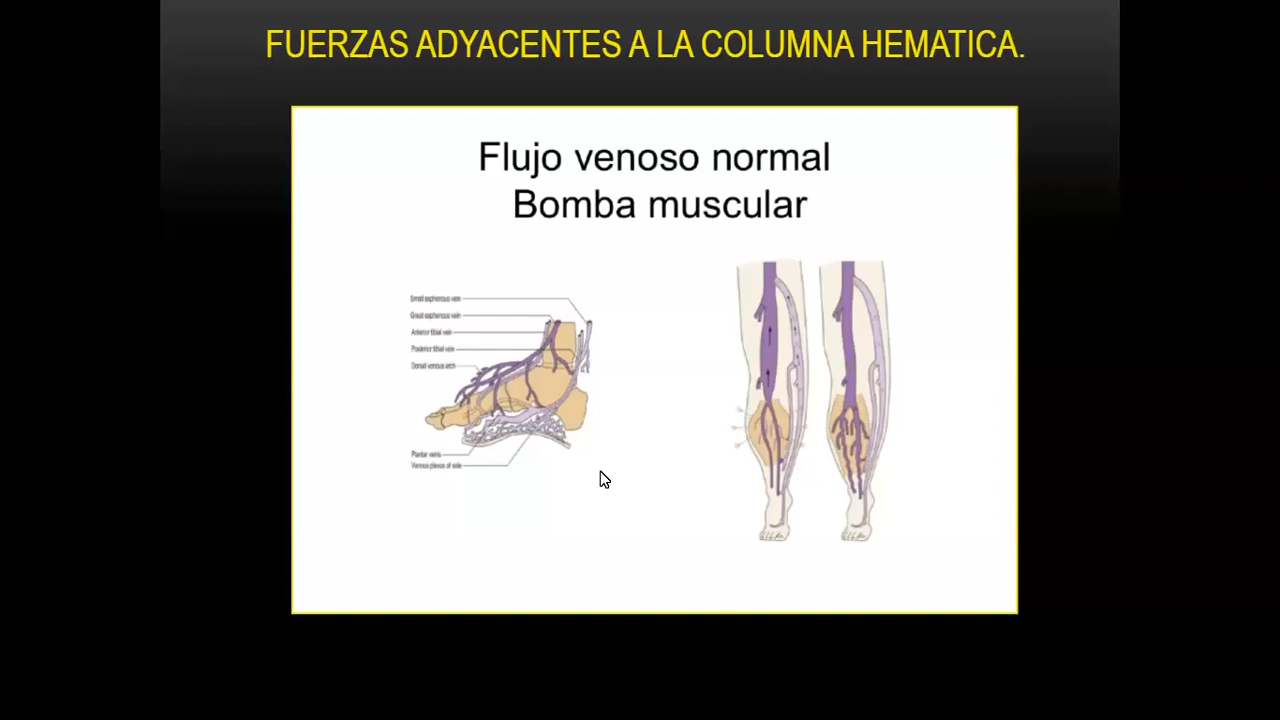 FUERZAS ADYACENTES A LA COLUMNA HEMATICA.
Flujo venoso normal
Bomba muscular
Small saphenous vein
Great saphenous vein
Anterior tibial vein
Posterior tibial vein
Dorsal venous arch
Plantar veins
Venous plexus of sole